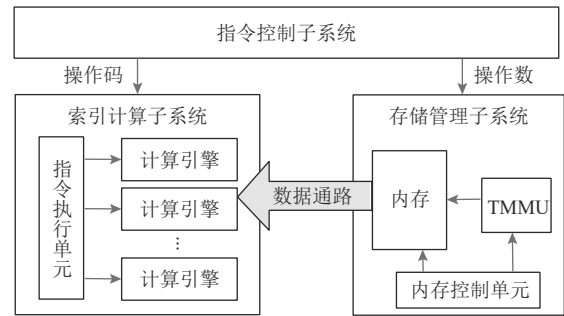 指令控制子系统
操作码
操作数
索引计算子系统
指令执行单元
计算引擎
计算引擎
⋮
计算引擎
数据通路
存储管理子系统
内存
TMMU
内存控制单元